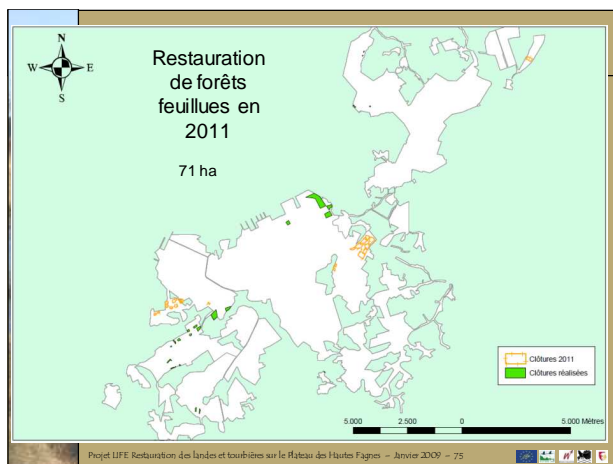 N
W E
S
Restauration
de forêts
feuillues en
2011
71 ha
Clôtures 2011
Clôtures réalisées
5.000 2.500 0 5.000 Mètres
Projet LIFE Restauration des landes et tourbières sur le Plateau des Hautes Fagnes - Janvier 2009 - 75